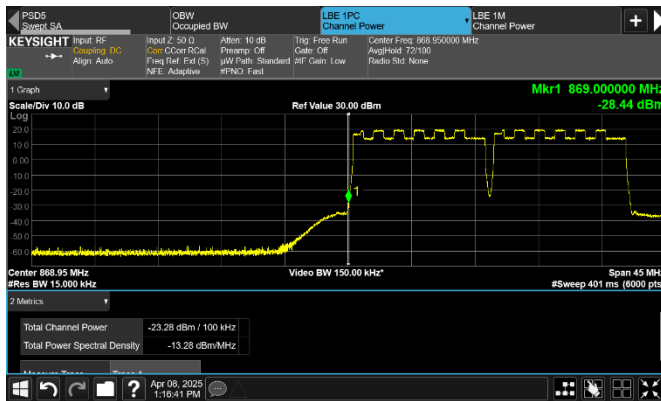 PSD5
Swept SA
OBW
Occupied BW
LBE 1PC
Channel Power
LBE 1M
Channel Power
KEYSIGHT
Input: RF
Coupling: DC
Align: Auto
Input Z: 50 Ω
Corr CCorr RCal
Freq Ref: Ext (S)
NFE: Adaptive
Atten: 10 dB
Preamp: Off
µW Path: Standard
#PNO: Fast
Trig: Free Run
Gate: Off
#IF Gain: Low
Center Freq: 868.950000 MHz
Avg|Hold: 72/100
Radio Std: None
1 Graph
Mkr1 869.000000 MHz
Scale/Div 10.0 dB
Ref Value 30.00 dBm
-28.44 dBm
Log
20.0
10.0
0.00
-10.0
-20.0
-30.0
-40.0
-50.0
-60.0
1
Center 868.95 MHz
Video BW 150.00 kHz*
Span 45 MHz
#Res BW 15.000 kHz
#Sweep 401 ms (6000 pts)
2 Metrics
Total Channel Power
-23.28 dBm / 100 kHz
Total Power Spectral Density
-13.28 dBm/MHz
Apr 08, 2025
1:16:41 PM